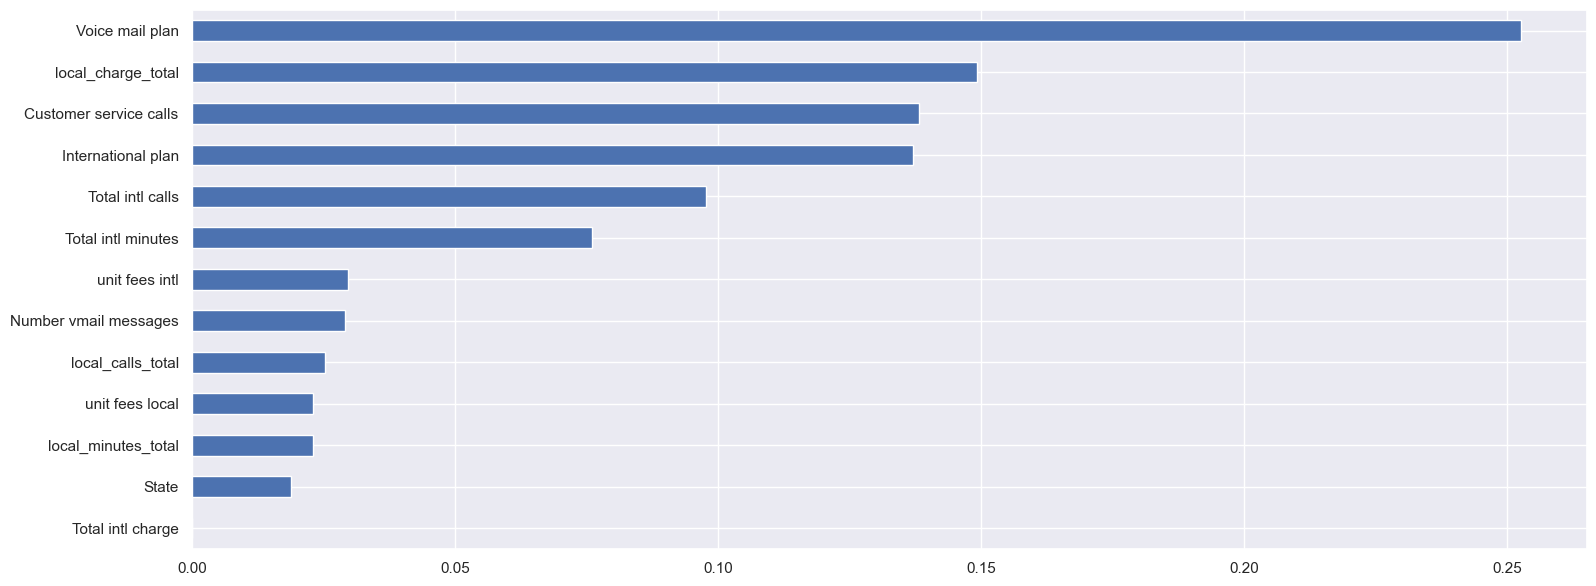 Voice mail plan
local_charge_total
Customer service calls
International plan
Total intl calls
Total intl minutes
unit fees intl
Number vmail messages
local_calls_total
unit fees local
local_minutes_total
State
Total intl charge
0.00 0.05 0.10 0.15 0.20 0.25